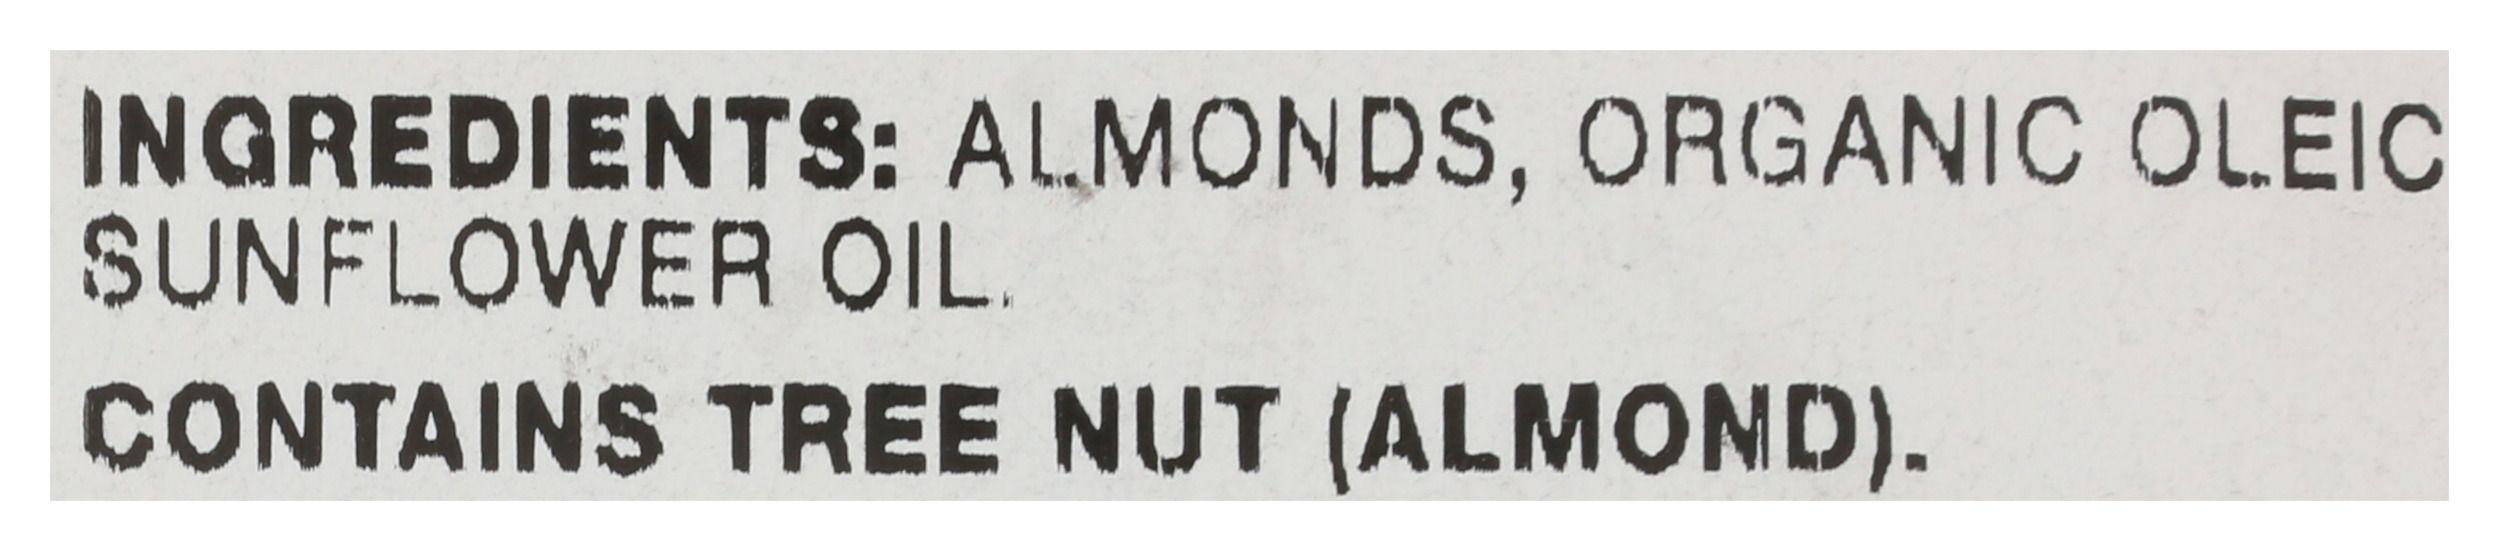 INGREDIENTS: ALMONDS, ORGANIC OLEIC
SUNFLOWER OIL.
CONTAINS TREE NUT (ALMOND).